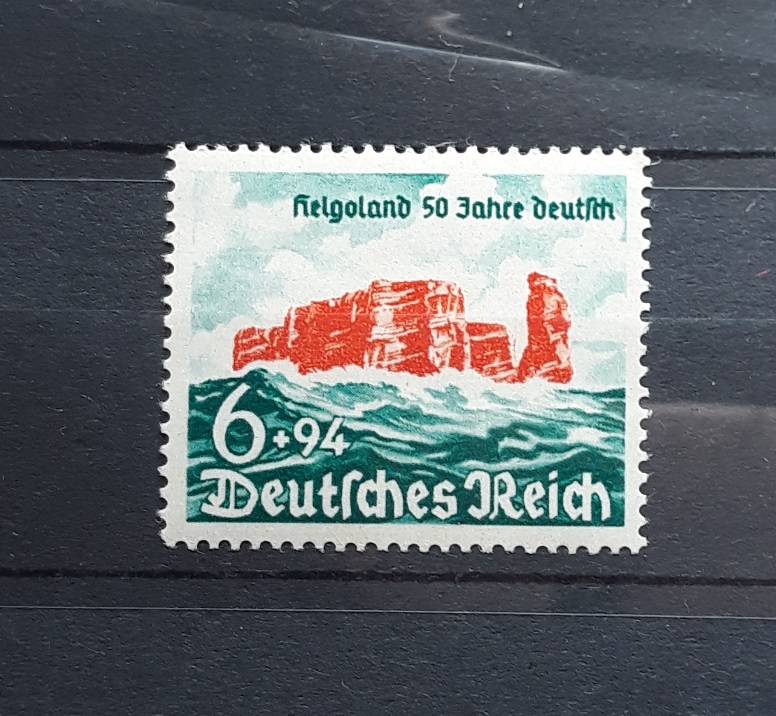 Helgoland 50 Jahre deutsch
6+94
Deutsches Reich